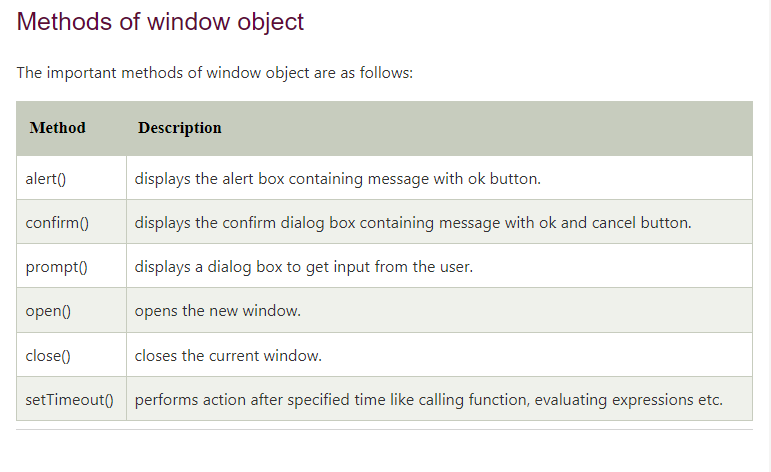 Methods of window object
The important methods of window object are as follows:
Method Description
alert() displays the alert box containing message with ok button.
confirm() displays the confirm dialog box containing message with ok and cancel button.
prompt() displays a dialog box to get input from the user.
open() opens the new window.
close() closes the current window.
setTimeout() performs action after specified time like calling function, evaluating expressions etc.